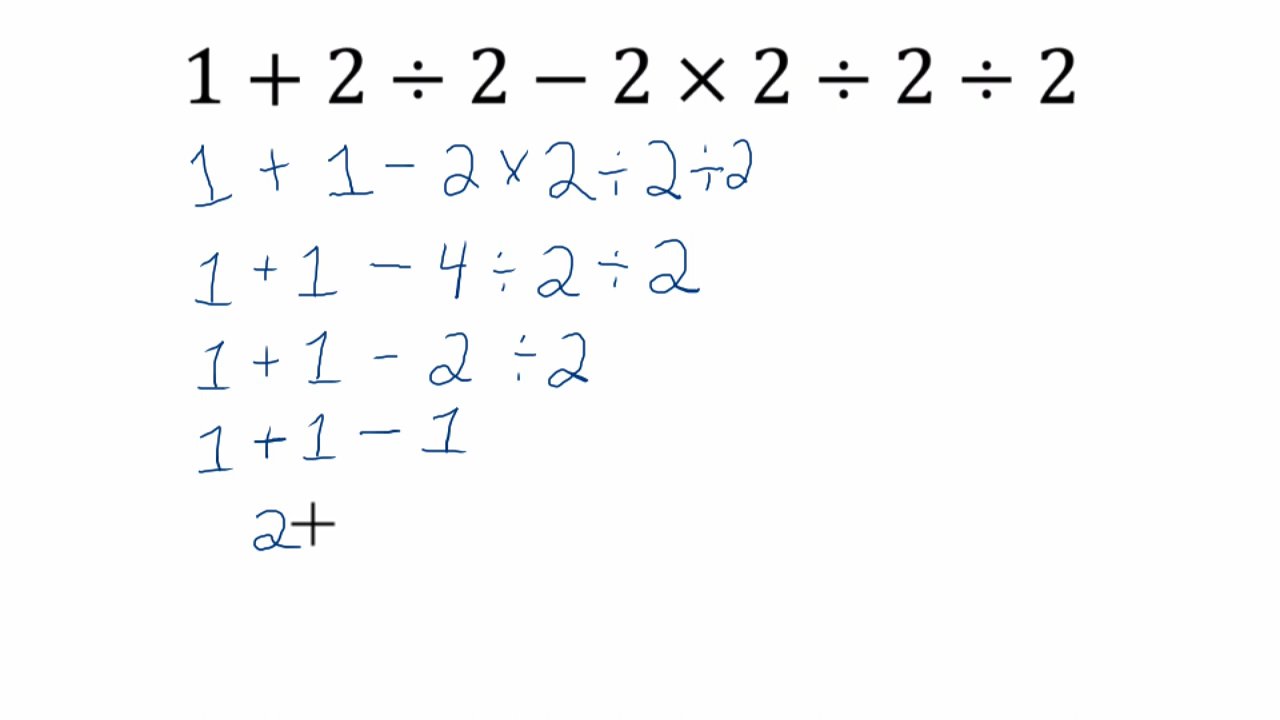 1 + 2 ÷ 2 − 2 × 2 ÷ 2 ÷ 2
1 + 1 − 2 × 2 ÷ 2 ÷ 2
1 + 1 − 4 ÷ 2 ÷ 2
1 + 1 − 2 ÷ 2
1 + 1 − 1
2